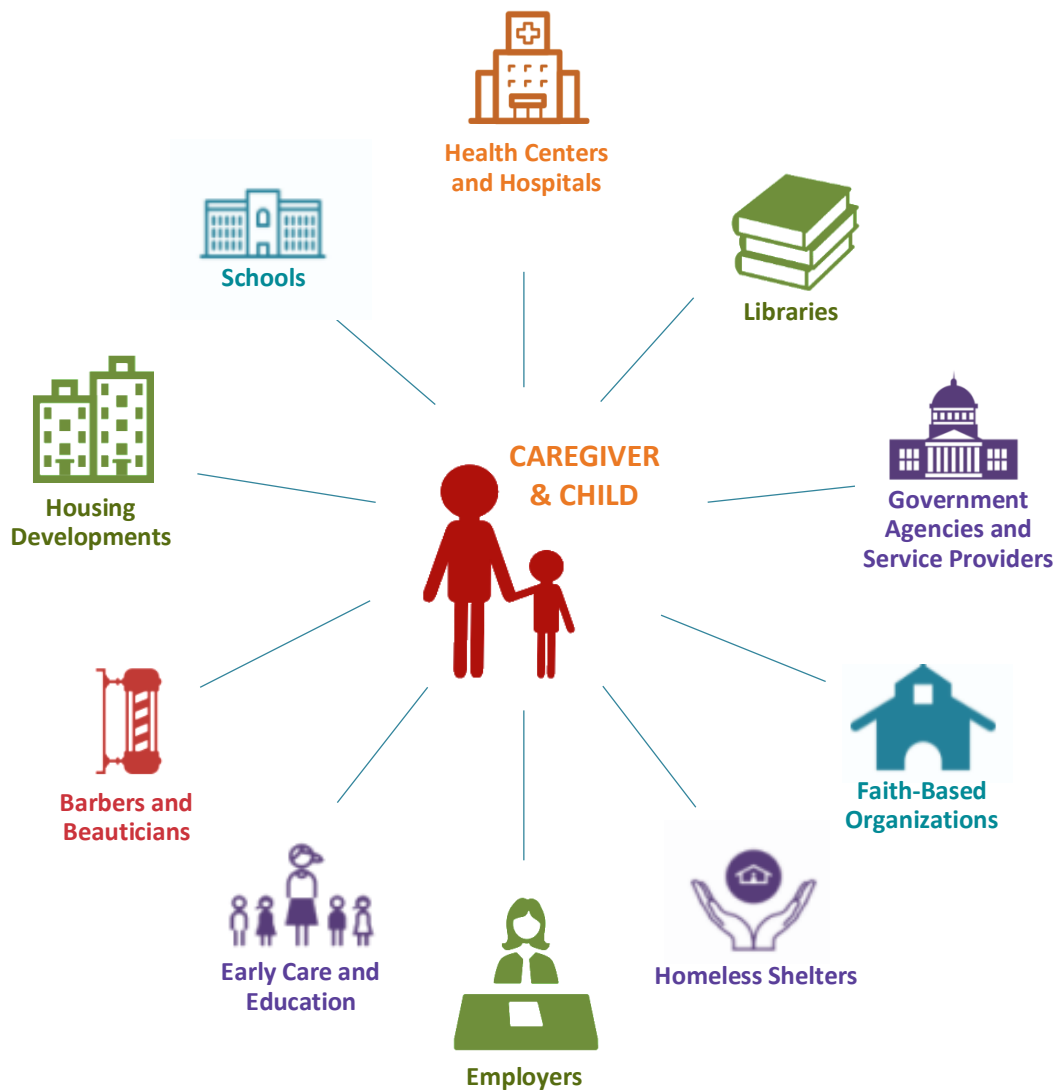 Health Centers
and Hospitals
Schools
Libraries
CAREGIVER
& CHILD
Housing
Developments
Government
Agencies and
Service Providers
Barbers and
Beauticians
Faith-Based
Organizations
Early Care and
Education
Homeless Shelters
Employers